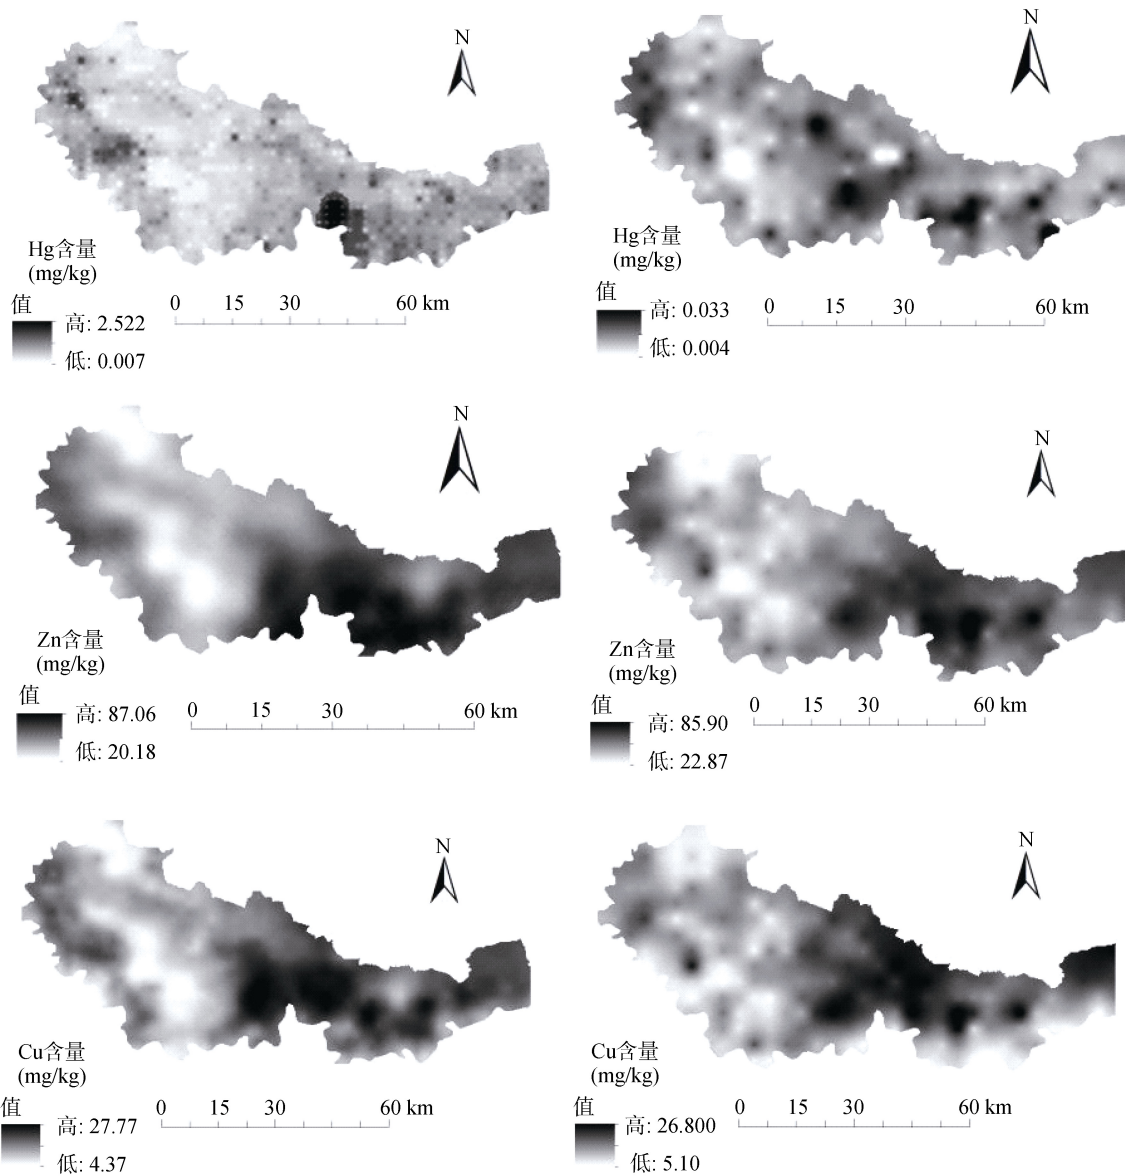 N
Hg含量
(mg/kg)
值
高: 2.522
低: 0.007
0 15 30 60 km
N
Hg含量
(mg/kg)
值
高: 0.033
低: 0.004
0 15 30 60 km
N
Zn含量
(mg/kg)
值
高: 87.06
低: 20.18
0 15 30 60 km
N
Zn含量
(mg/kg)
值
高: 85.90
低: 22.87
0 15 30 60 km
N
Cu含量
(mg/kg)
值
高: 27.77
低: 4.37
0 15 30 60 km
N
Cu含量
(mg/kg)
值
高: 26.800
低: 5.10
0 15 30 60 km